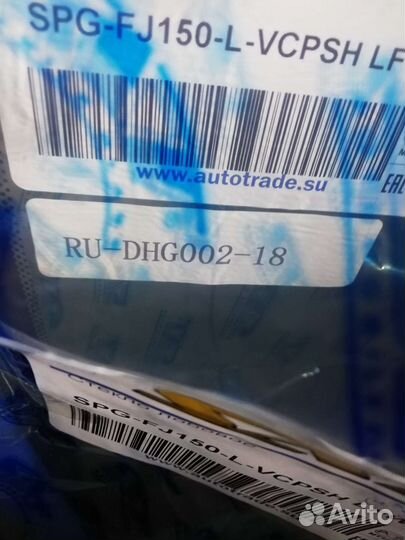 SPG-FJ150-L-VCPSH LF
www.autotrade.su
EAC
RU-DHG002-18
SPG-FJ150-L-VCPSH
Avito